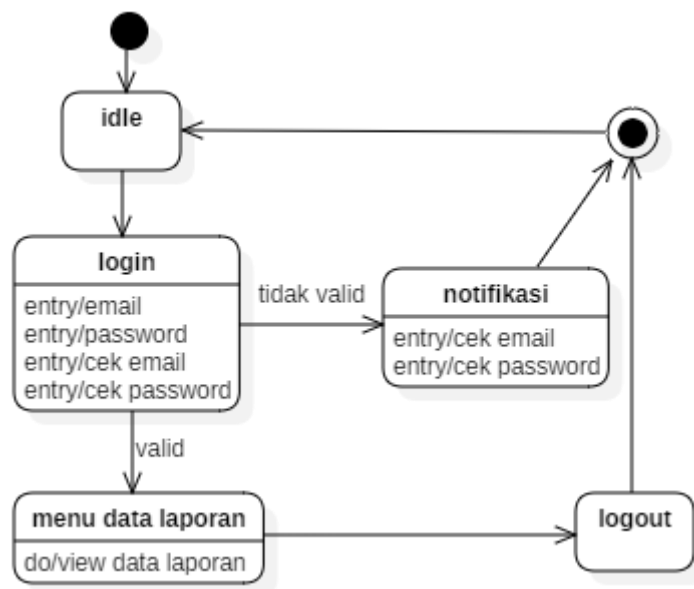 idle
login
entry/email
entry/password
entry/cek email
entry/cek password
tidak valid
notifikasi
entry/cek email
entry/cek password
valid
menu data laporan
do/view data laporan
logout